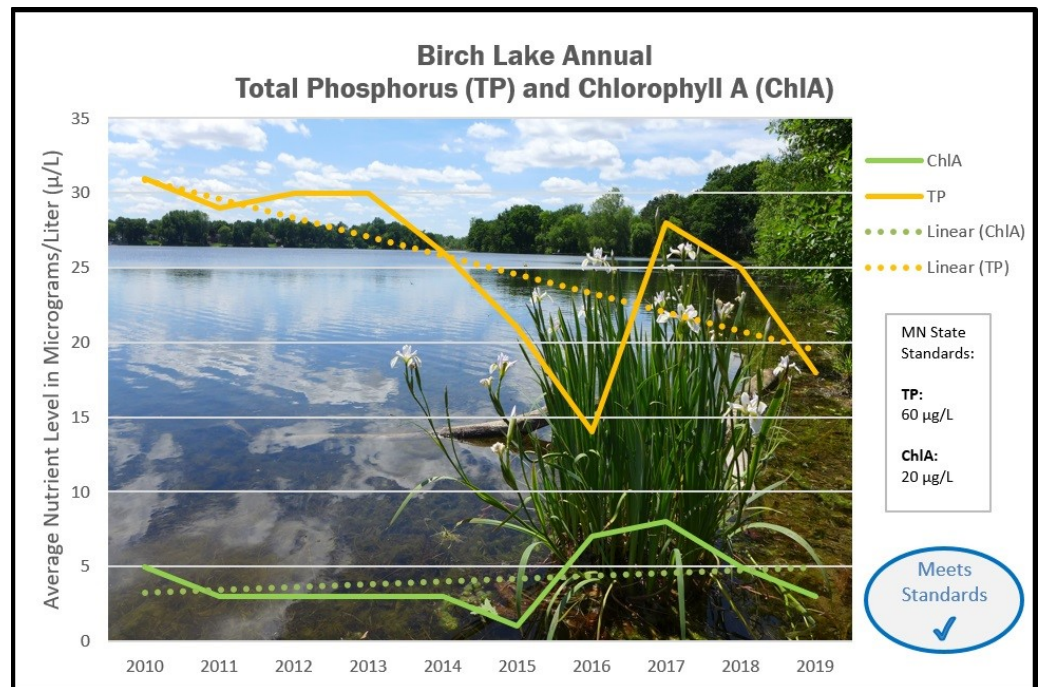 Birch Lake Annual
Total Phosphorus (TP) and Chlorophyll A (ChlA)
Average Nutrient Level in Micrograms/Liter (µ/L)
35
30
25
20
15
10
5
0
2010 2011 2012 2013 2014 2015 2016 2017 2018 2019
ChlA
TP
Linear (ChlA)
Linear (TP)
MN State
Standards:
TP:
60 µg/L
ChlA:
20 µg/L
Meets
Standards
✓